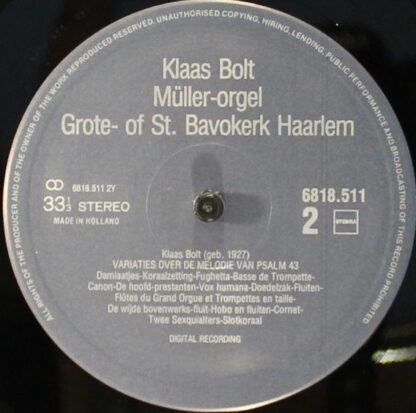 ALL RIGHTS OF THE PRODUCER AND OF THE OWNER OF THE WORK REPRODUCED RESERVED. UNAUTHORISED COPYING, HIRING, LENDING, PUBLIC PERFORMANCE AND BROADCASTING OF THIS RECORD PROHIBITED
Klaas Bolt
Müller-orgel
Grote- of St. Bavokerk Haarlem
6818.511 2Y
33⅓ STEREO
MADE IN HOLLAND
6818.511
2
Klaas Bolt (geb. 1927)
VARIATIES OVER DE MELODIE VAN PSALM 43
Damiaatjes-Koraalzetting-Fughetta-Basse de Trompette-
Canon-De hoofd-prestanten-Vox humana-Doedelzak-Fluiten-
Flûtes du Grand Orgue et Trompettes en taille-
De wijde bovenwerks-fluit-Hobo en fluiten-Cornet-
Twee Sexquialters-Slotkoraal
DIGITAL RECORDING